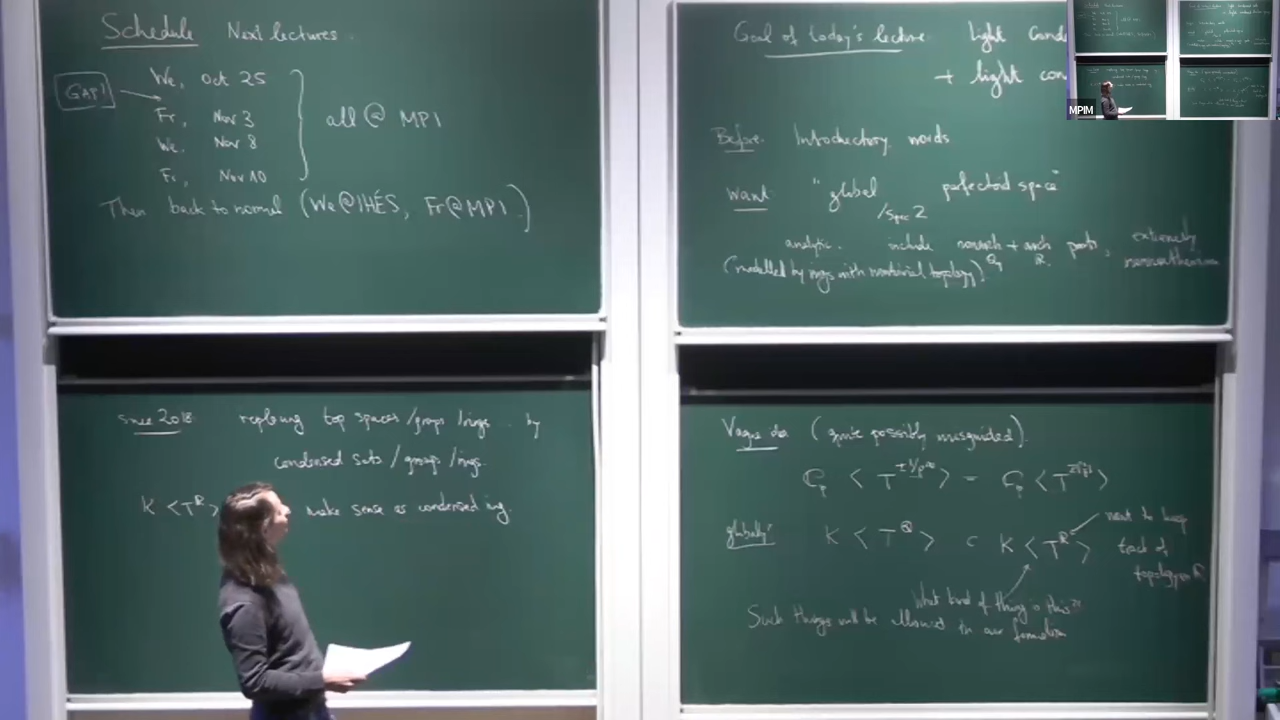 Schedule Next lectures:
GAP!
We, Oct 25
Fr, Nov 3
We, Nov 8
Fr, Nov 10
all @ MPI
Then back to normal (We@IHÉS, Fr@MPI)
Goal of today's lecture: light
+ light
Before: Introductory words
Want "global perfectoid space"
/Spec Z
analytic. include nonarch + arch points, extremely
(modelled by rings with nontrivial topology). R. nonnoetherian
since 2018: replacing top spaces/groups/rings ... by
condensed sets/groups/rings.
K <T^R> make sense as condensed ring.
Vague idea (quite possibly misguided).
C_p < T^{±1/p^∞} > = C_p < T^{Z[1/p]} >
globally? K < T^Q > ⊂ K < T^R >
want to keep
track of
topology on R
What kind of thing is this?!
Such things will be allowed in our formalism
MPIM